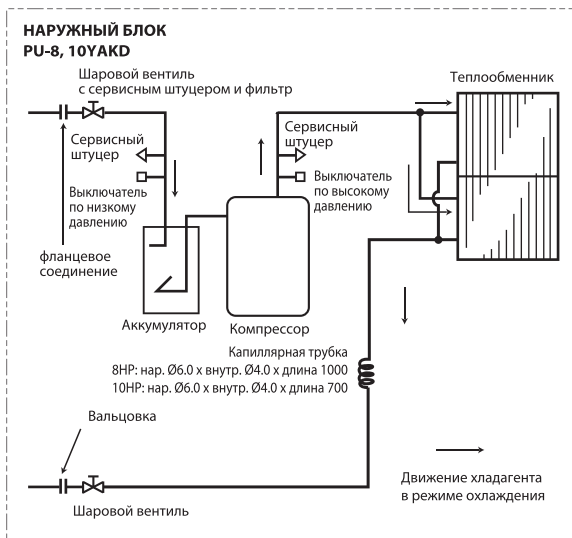 НАРУЖНЫЙ БЛОК
PU-8, 10YAKD
Шаровой вентиль
с сервисным штуцером и фильтр
Теплообменник
Сервисный
штуцер
Сервисный
штуцер
Выключатель
по низкому
давлению
Выключатель
по высокому
давлению
фланцевое
соединение
Аккумулятор
Компрессор
Капиллярная трубка
8HP: нар. Ø6.0 x внутр. Ø4.0 x длина 1000
10HP: нар. Ø6.0 x внутр. Ø4.0 x длина 700
Вальцовка
Движение хладагента
в режиме охлаждения
Шаровой вентиль